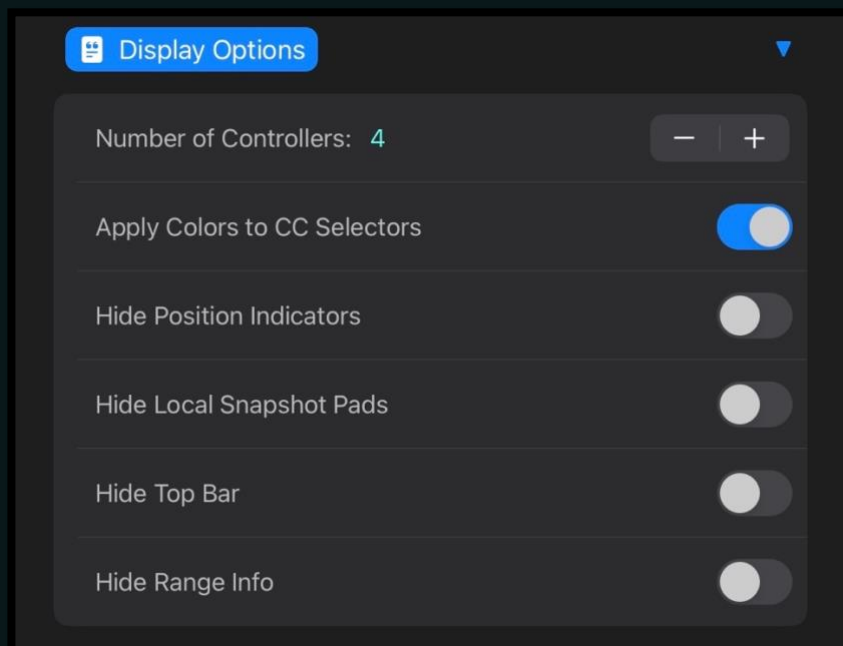 Display Options
Number of Controllers: 4
Apply Colors to CC Selectors
Hide Position Indicators
Hide Local Snapshot Pads
Hide Top Bar
Hide Range Info